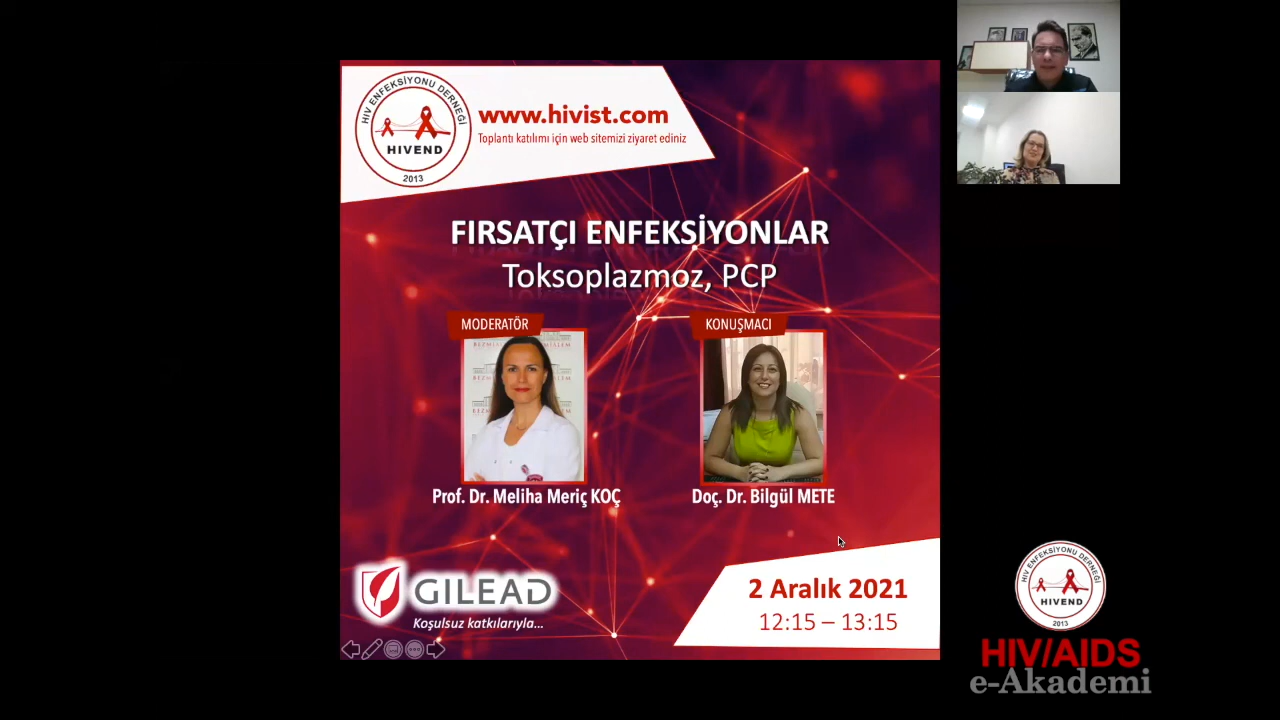 HIV ENFEKSİYONU DERNEĞİ
HIVEND
2013
www.hivist.com
Toplantı katılımı için web sitemizi ziyaret ediniz
FIRSATÇI ENFEKSİYONLAR
Toksoplazmoz, PCP
MODERATÖR
KONUŞMACI
Prof. Dr. Meliha Meriç KOÇ
Doç. Dr. Bilgül METE
GILEAD
Koşulsuz katkılarıyla...
2 Aralık 2021
12:15 – 13:15
HIV ENFEKSİYONU DERNEĞİ
HIVEND
2013
HIV/AIDS
e-Akademi